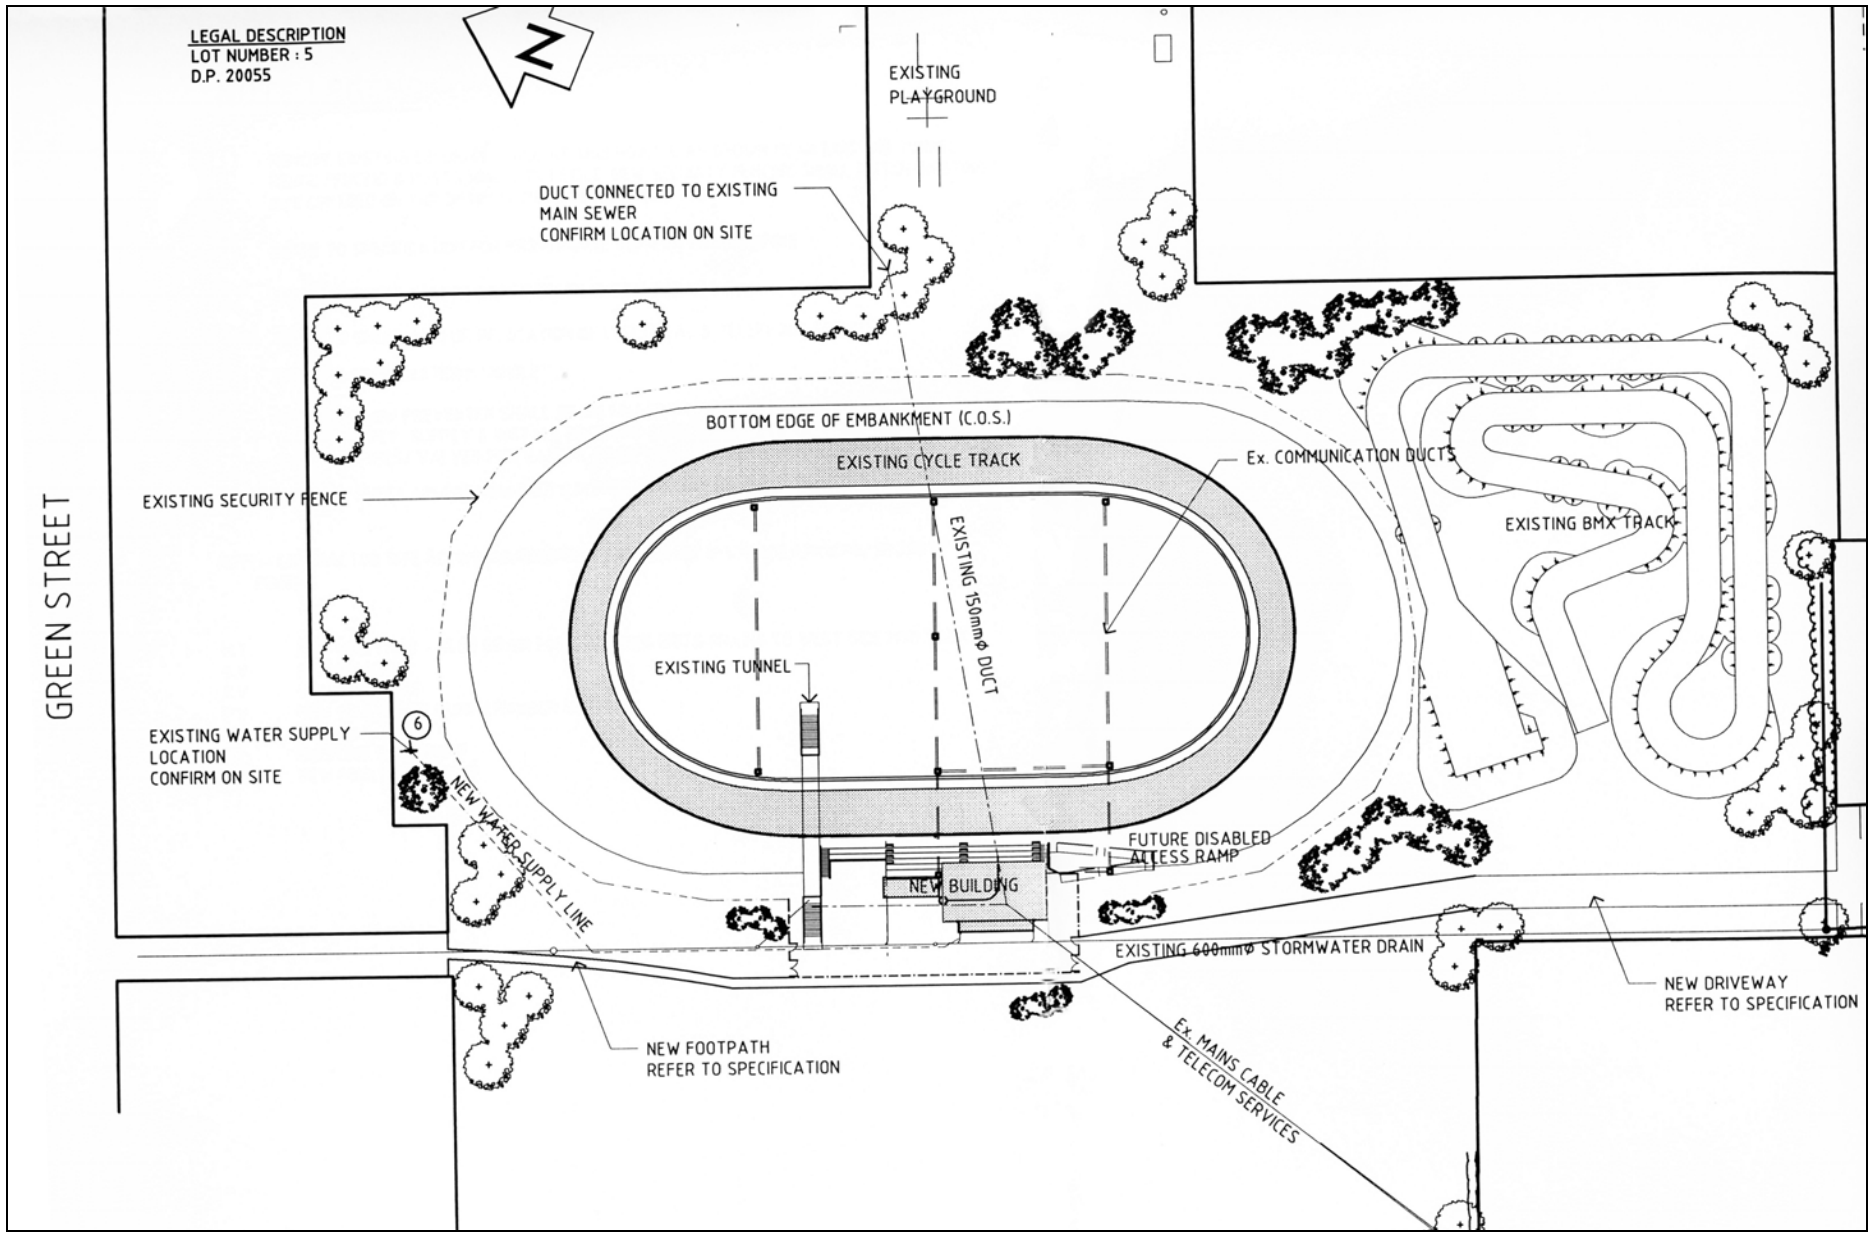 LEGAL DESCRIPTION
LOT NUMBER : 5
D.P. 20055
N
EXISTING
PLAYGROUND
DUCT CONNECTED TO EXISTING
MAIN SEWER
CONFIRM LOCATION ON SITE
BOTTOM EDGE OF EMBANKMENT (C.O.S.)
EXISTING CYCLE TRACK
Ex. COMMUNICATION DUCTS
EXISTING SECURITY FENCE
EXISTING BMX TRACK
GREEN STREET
EXISTING 150mmø DUCT
EXISTING TUNNEL
6
EXISTING WATER SUPPLY
LOCATION
CONFIRM ON SITE
NEW WATER SUPPLY LINE
FUTURE DISABLED
ACCESS RAMP
NEW BUILDING
EXISTING 600mmø STORMWATER DRAIN
NEW DRIVEWAY
REFER TO SPECIFICATION
NEW FOOTPATH
REFER TO SPECIFICATION
Ex. MAINS CABLE
& TELECOM SERVICES